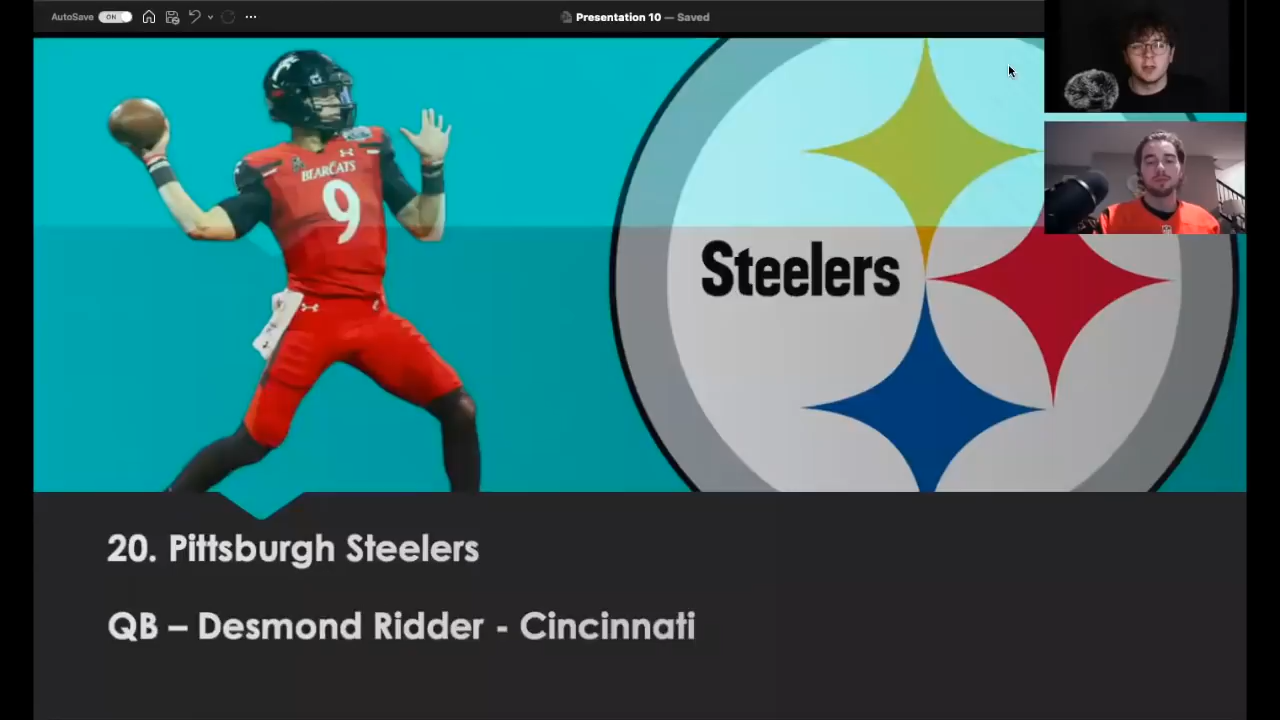 AutoSave ON
Presentation 10 — Saved
BEARCATS
9
Steelers
20. Pittsburgh Steelers
QB – Desmond Ridder - Cincinnati